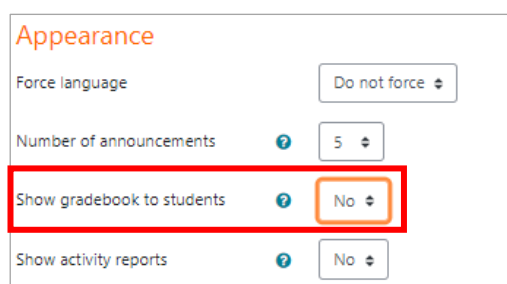 Appearance
Force language Do not force
Number of announcements 5
Show gradebook to students No
Show activity reports No